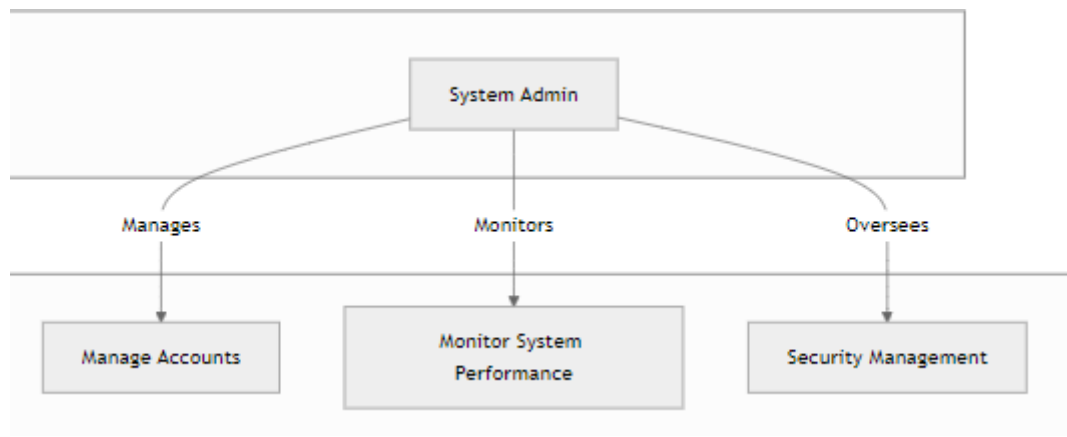 System Admin
Manages
Monitors
Oversees
Manage Accounts
Monitor System
Performance
Security Management